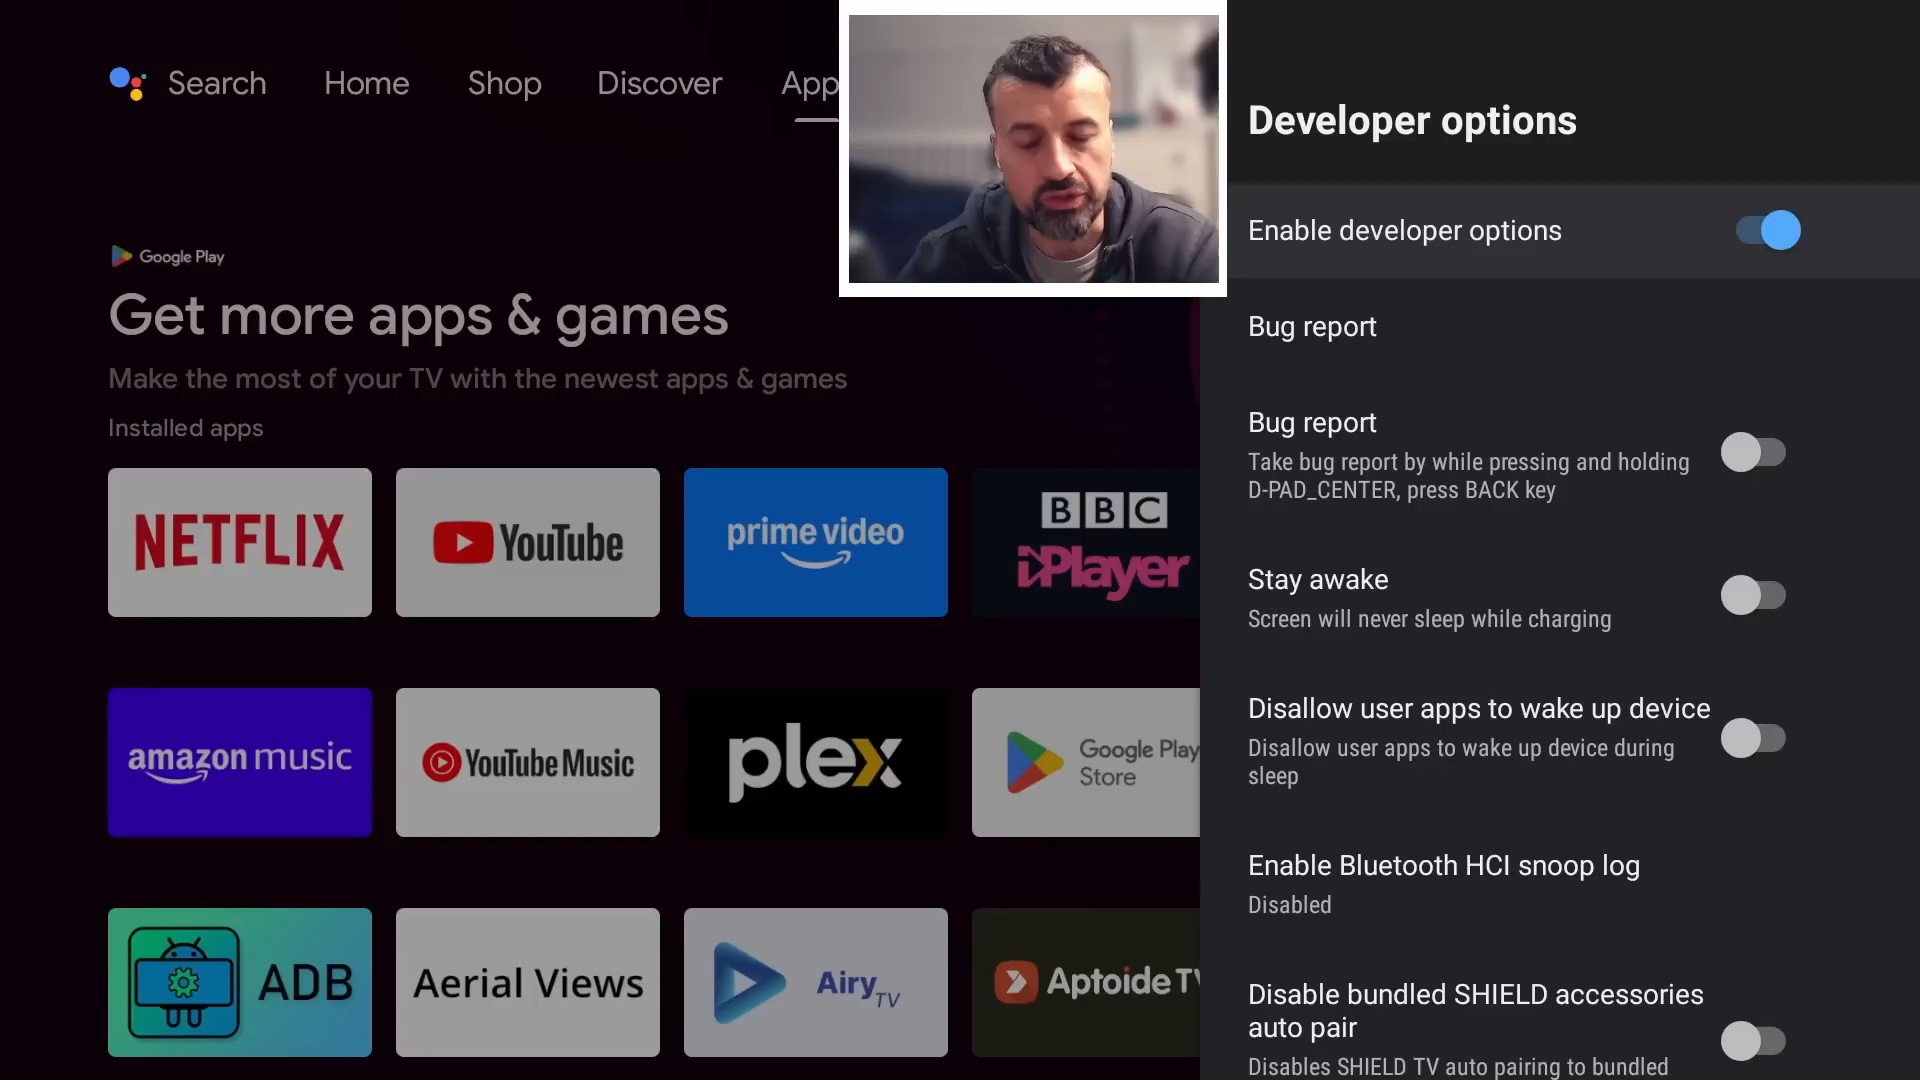 Search
Home
Shop
Discover
App
Google Play
Get more apps & games
Make the most of your TV with the newest apps & games
Installed apps
NETFLIX
YouTube
prime video
BBC
iPlayer
amazon music
YouTube Music
plex
Google Play
Store
ADB
Aerial Views
Airy TV
Aptoide TV
Developer options
Enable developer options
Bug report
Bug report
Take bug report by while pressing and holding
D-PAD_CENTER, press BACK key
Stay awake
Screen will never sleep while charging
Disallow user apps to wake up device
Disallow user apps to wake up device during
sleep
Enable Bluetooth HCI snoop log
Disabled
Disable bundled SHIELD accessories
auto pair
Disables SHIELD TV auto pairing to bundled